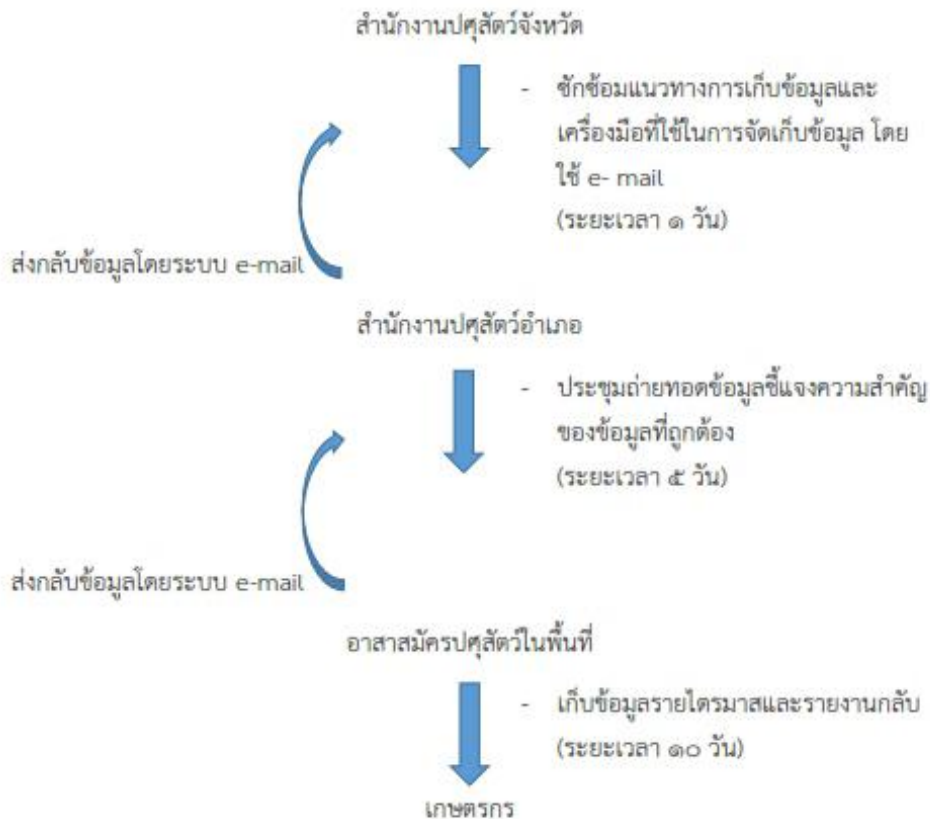 สำนักงานปศุสัตว์จังหวัด
- ซักซ้อมแนวทางการเก็บข้อมูลและ
เครื่องมือที่ใช้ในการจัดเก็บข้อมูล โดย
ใช้ e- mail
(ระยะเวลา ๑ วัน)
ส่งกลับข้อมูลโดยระบบ e-mail
สำนักงานปศุสัตว์อำเภอ
- ประชุมถ่ายทอดข้อมูลชี้แจงความสำคัญ
ของข้อมูลที่ถูกต้อง
(ระยะเวลา ๕ วัน)
ส่งกลับข้อมูลโดยระบบ e-mail
อาสาสมัครปศุสัตว์ในพื้นที่
- เก็บข้อมูลรายไตรมาสและรายงานกลับ
(ระยะเวลา ๑๐ วัน)
เกษตรกร